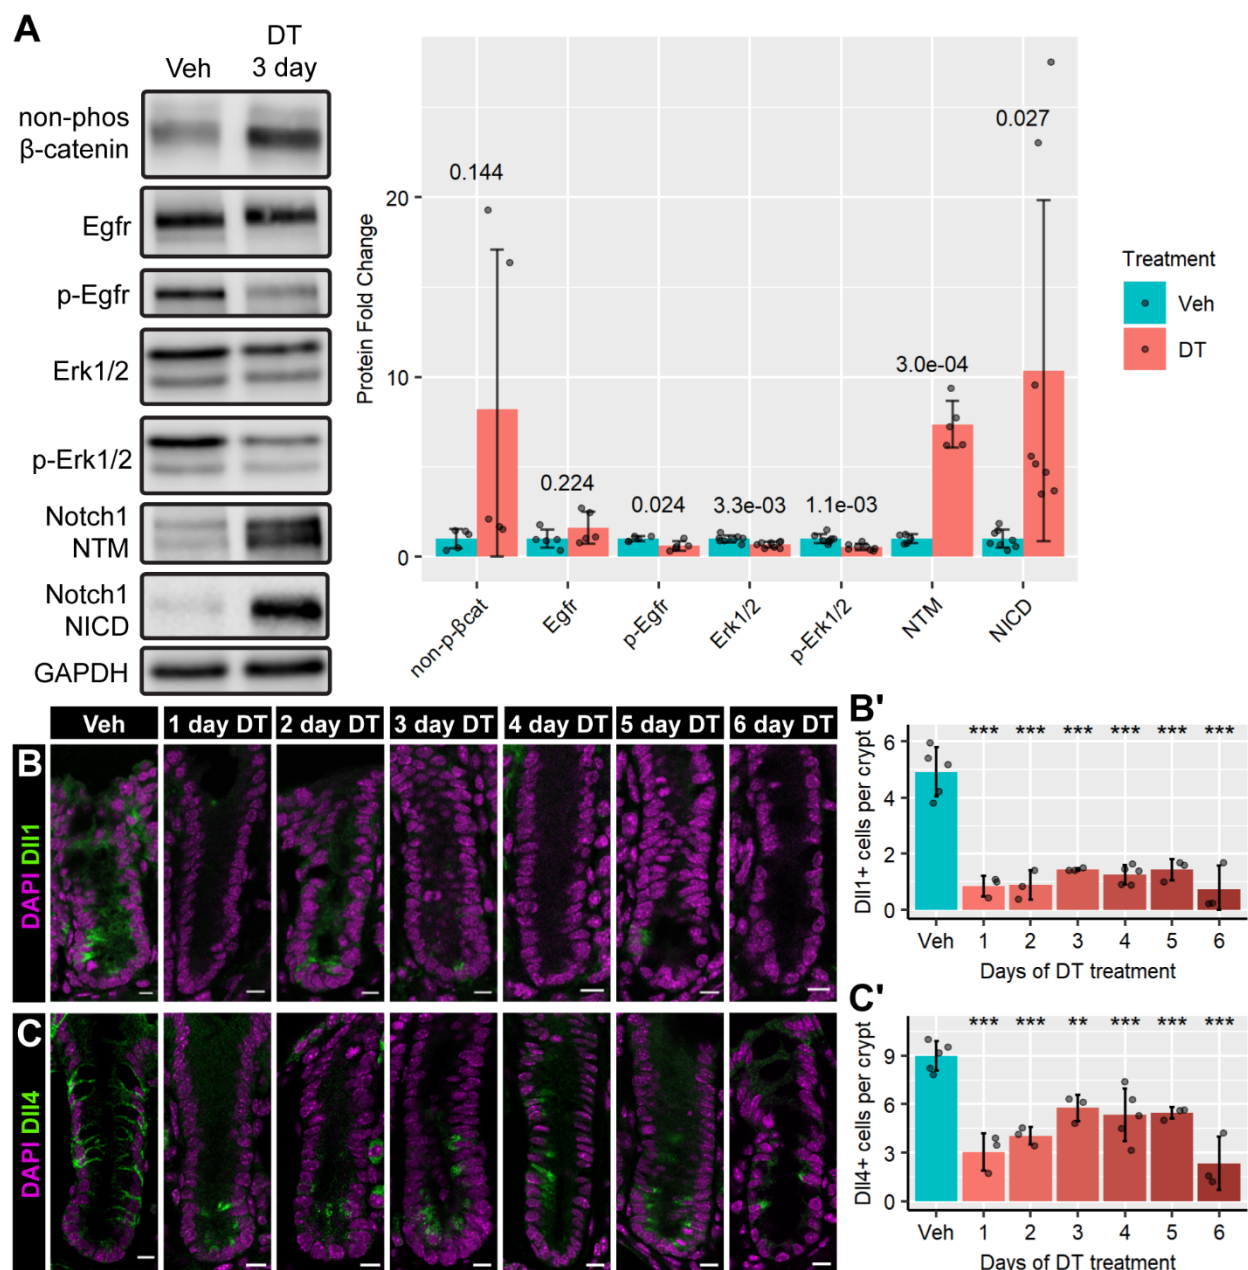 A
Veh
DT
3 day
non-phos
β-catenin
Egfr
p-Egfr
Erk1/2
p-Erk1/2
Notch1
NTM
Notch1
NICD
GAPDH
Protein Fold Change
20
10
0
0.144
0.224
0.024
3.3e-03
1.1e-03
3.0e-04
0.027
non-p-βcat
Egfr
p-Egfr
Erk1/2
p-Erk1/2
NTM
NICD
Treatment
Veh
DT
Veh
1 day DT
2 day DT
3 day DT
4 day DT
5 day DT
6 day DT
B
DAPI Dll1
B'
Dll1+ cells per crypt
6
4
2
0
*** *** *** *** *** ***
Veh 1 2 3 4 5 6
Days of DT treatment
C
DAPI Dll4
C'
Dll4+ cells per crypt
9
6
3
0
*** *** ** *** *** ***
Veh 1 2 3 4 5 6
Days of DT treatment